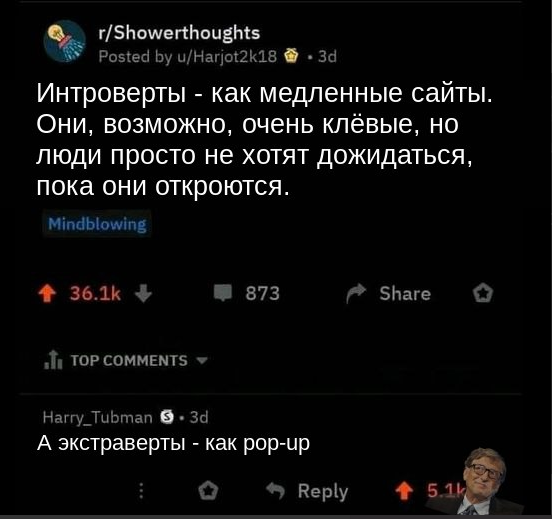 r/Showerthoughts
Posted by u/Harjot2k18 • 3d
Интроверты - как медленные сайты.
Они, возможно, очень клёвые, но
люди просто не хотят дожидаться,
пока они откроются.
Mindblowing
36.1k 873 Share
TOP COMMENTS
Harry_Tubman S • 3d
А экстраверты - как pop-up
Reply 5.1k